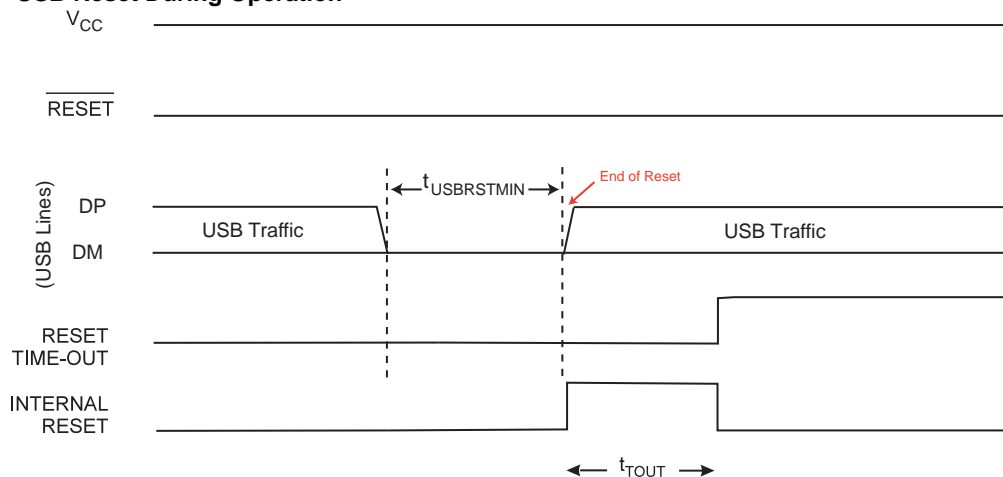 USB Reset During Operation
VCC
RESET
tUSBRSTMIN
End of Reset
(USB Lines)
DP
USB Traffic
USB Traffic
DM
RESET
TIME-OUT
INTERNAL
RESET
tTOUT